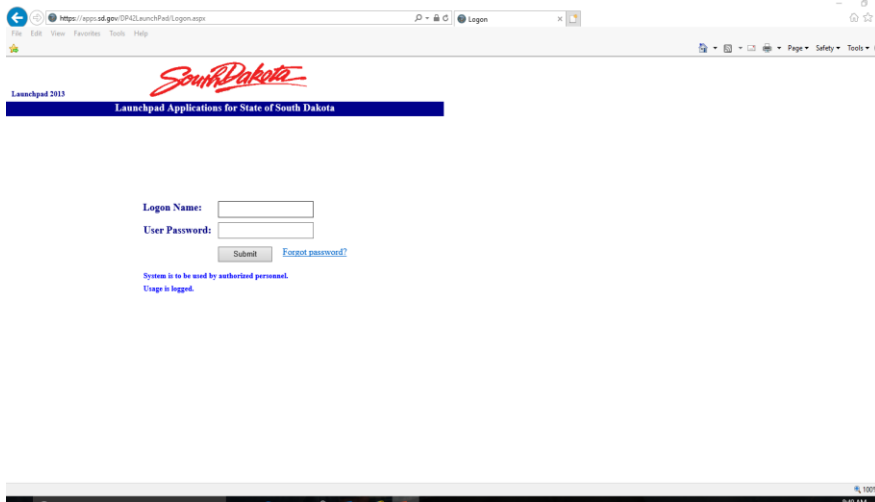 https://apps.sd.gov/DP42LaunchPad/Logon.aspx
Logon
File Edit View Favorites Tools Help
Page Safety Tools
South Dakota
Launchpad 2013
Launchpad Applications for State of South Dakota
Logon Name:
User Password:
Submit Forgot password?
System is to be used by authorized personnel.
Usage is logged.